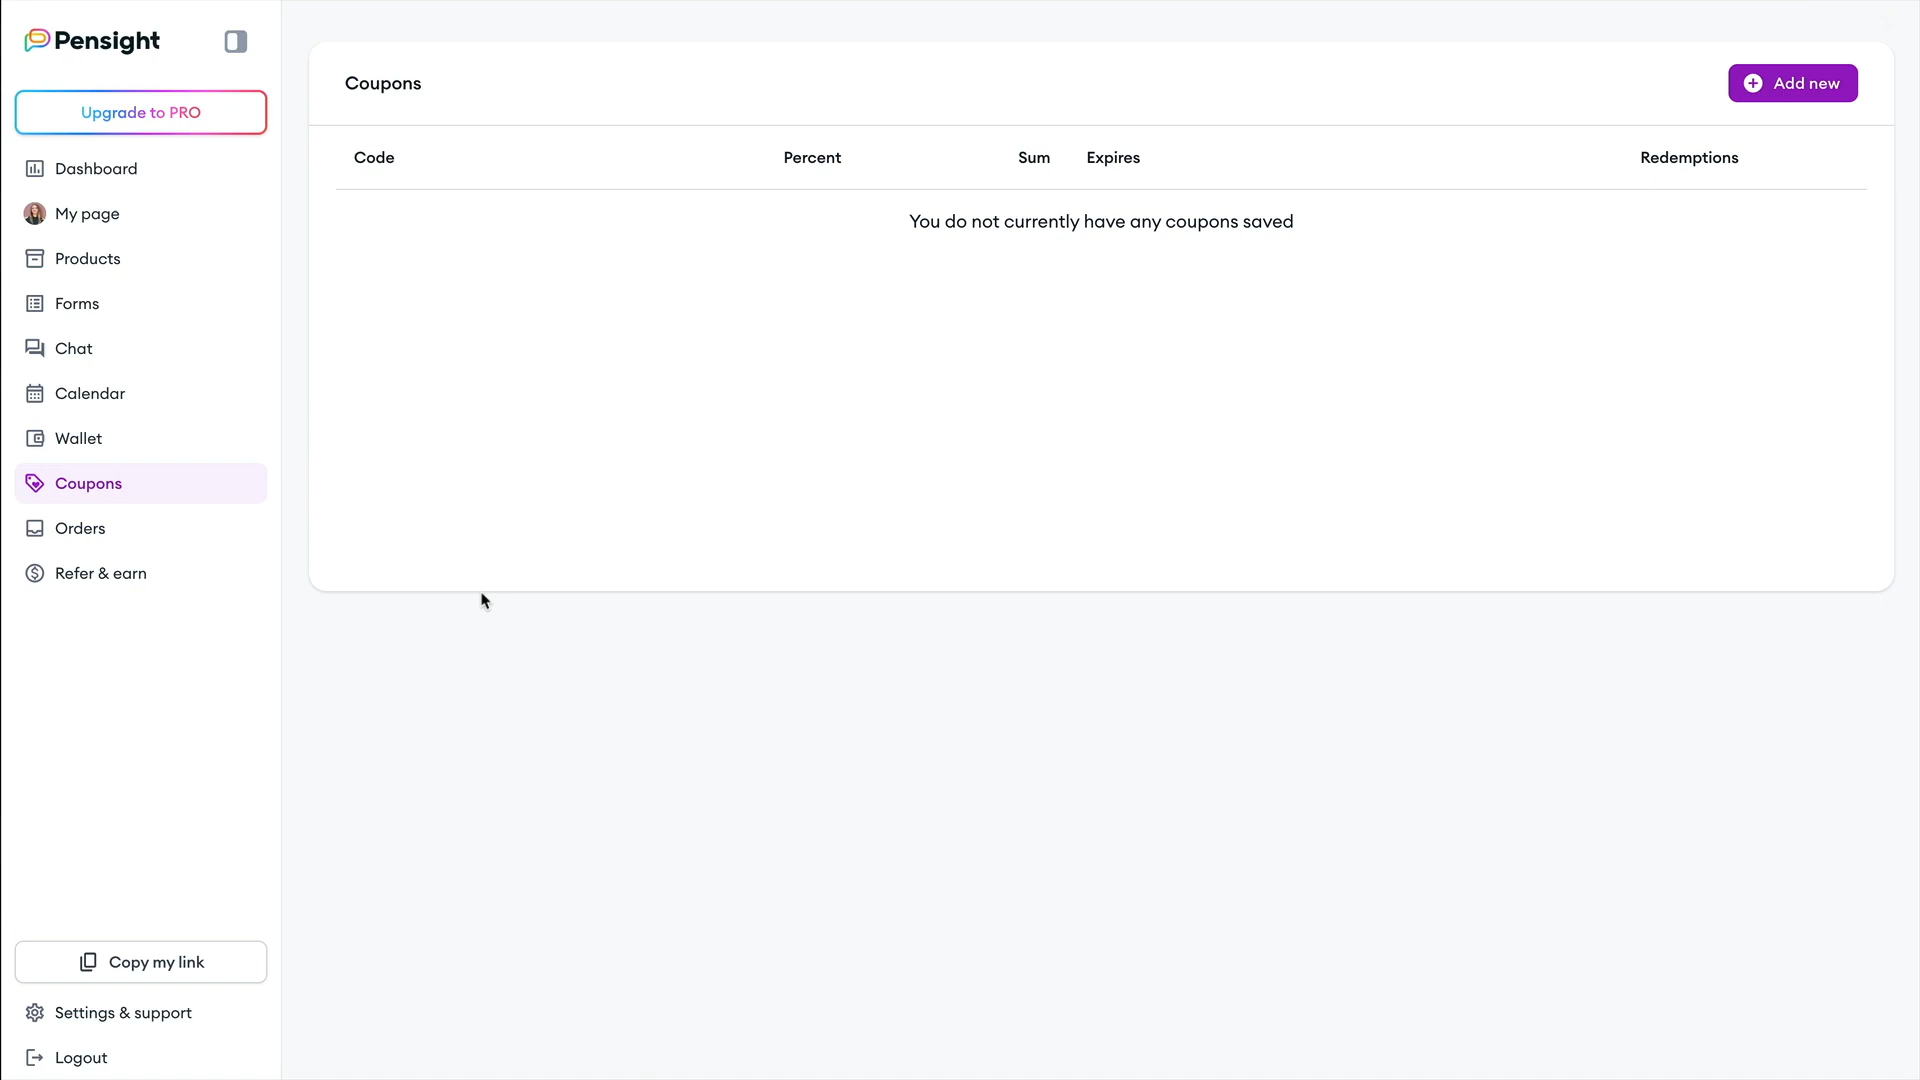 Pensight
Upgrade to PRO
Dashboard
My page
Products
Forms
Chat
Calendar
Wallet
Coupons
Orders
Refer & earn
Copy my link
Settings & support
Logout
Coupons
Add new
Code Percent Sum Expires Redemptions
You do not currently have any coupons saved